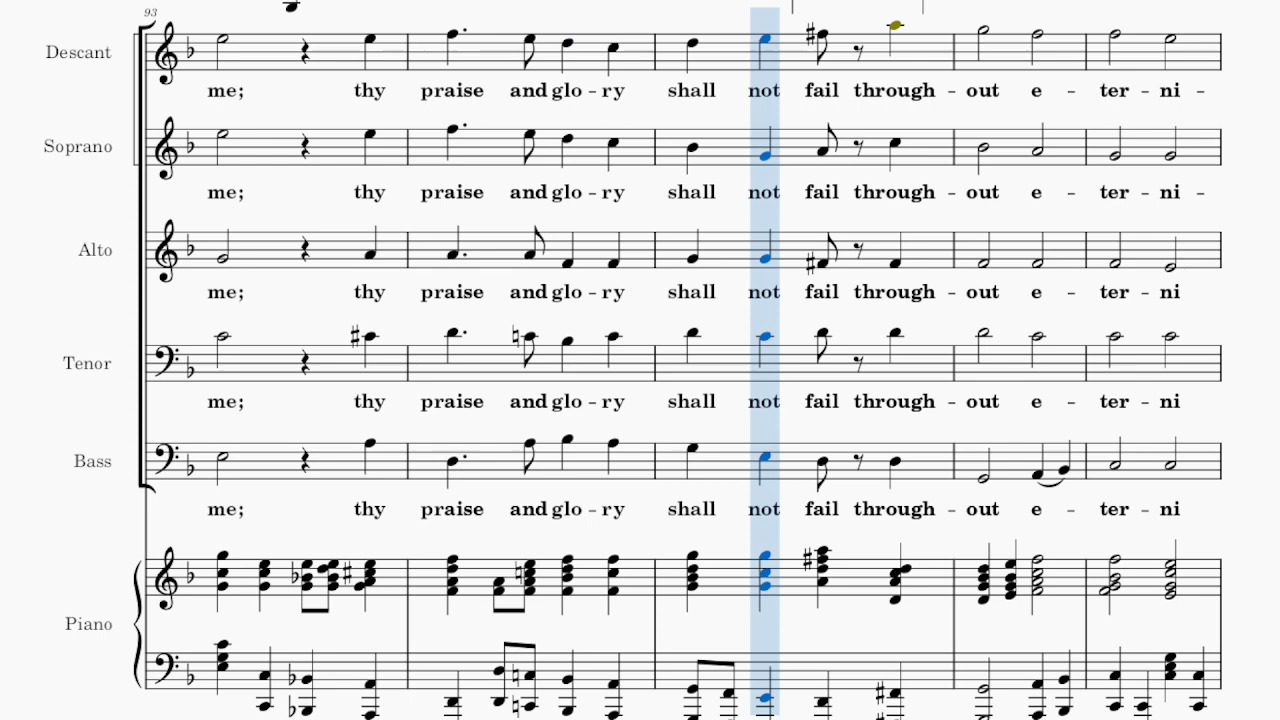 93
Descant
me; thy praise and glo - ry shall not fail through - out e - ter - ni -
Soprano
me; thy praise and glo - ry shall not fail through - out e - ter - ni -
Alto
me; thy praise and glo - ry shall not fail through - out e - ter - ni
Tenor
me; thy praise and glo - ry shall not fail through - out e - ter - ni
Bass
me; thy praise and glo - ry shall not fail through - out e - ter - ni
Piano